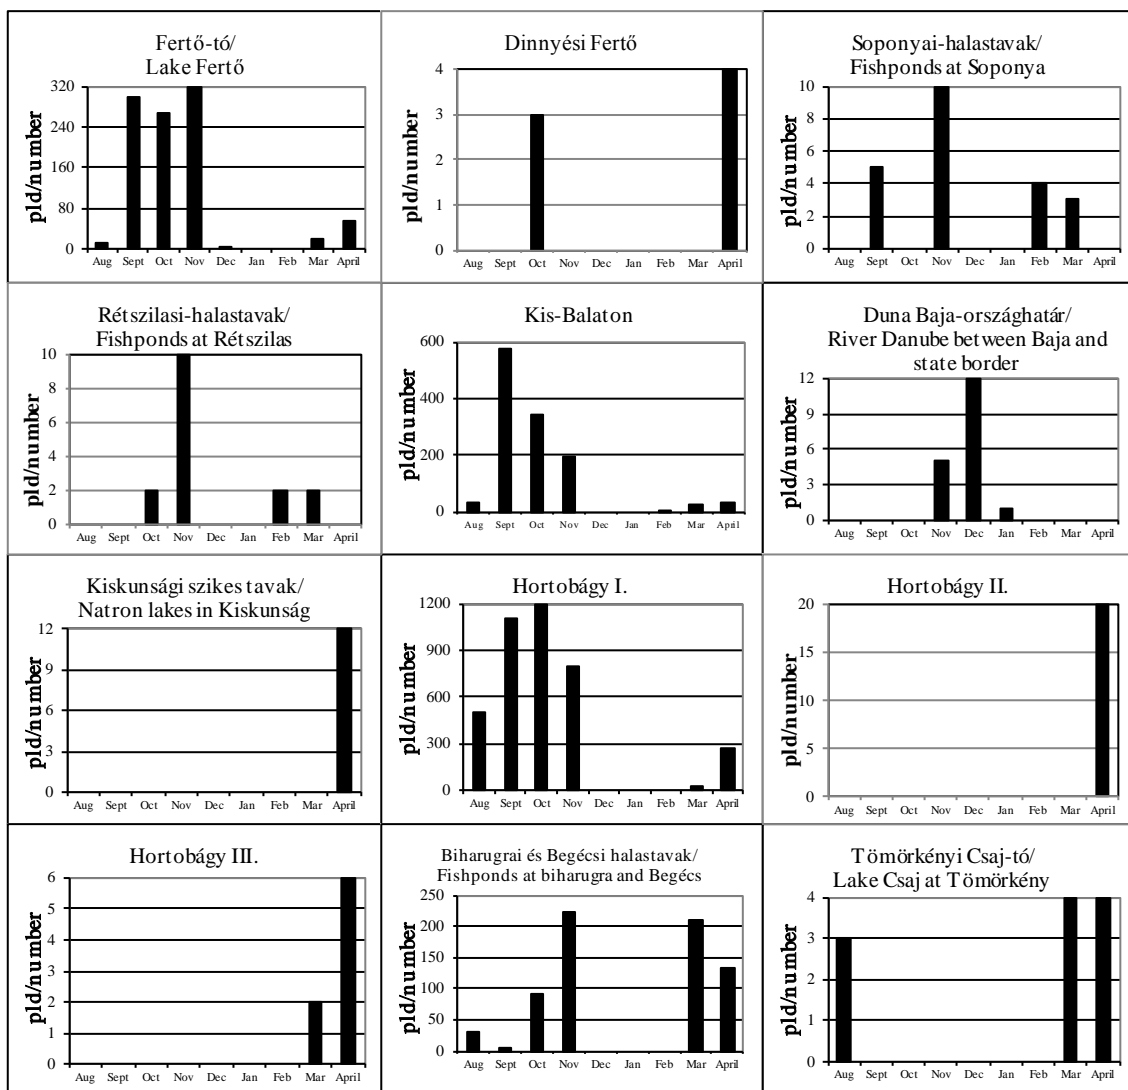 Fertő-tó/
Lake Fertő
pld/number
320
240
160
80
0
Aug Sept Oct Nov Dec Jan Feb Mar April
Dinnyési Fertő
pld/number
4
3
2
1
0
Aug Sept Oct Nov Dec Jan Feb Mar April
Soponyai-halastavak/
Fishponds at Soponya
pld/number
10
8
6
4
2
0
Aug Sept Oct Nov Dec Jan Feb Mar April
Rétszilasi-halastavak/
Fishponds at Rétszilas
pld/number
10
8
6
4
2
0
Aug Sept Oct Nov Dec Jan Feb Mar April
Kis-Balaton
pld/number
600
400
200
0
Aug Sept Oct Nov Dec Jan Feb Mar April
Duna Baja-országhatár/
River Danube between Baja and
state border
pld/number
12
9
6
3
0
Aug Sept Oct Nov Dec Jan Feb Mar April
Kiskunsági szikes tavak/
Natron lakes in Kiskunság
pld/number
12
9
6
3
0
Aug Sept Oct Nov Dec Jan Feb Mar April
Hortobágy I.
pld/number
1200
900
600
300
0
Aug Sept Oct Nov Dec Jan Feb Mar April
Hortobágy II.
pld/number
20
15
10
5
0
Aug Sept Oct Nov Dec Jan Feb Mar April
Hortobágy III.
pld/number
6
5
4
3
2
1
0
Aug Sept Oct Nov Dec Jan Feb Mar April
Biharugrai és Begécsi halastavak/
Fishponds at biharugra and Begécs
pld/number
250
200
150
100
50
0
Aug Sept Oct Nov Dec Jan Feb Mar April
Tömörkényi Csaj-tó/
Lake Csaj at Tömörkény
pld/number
4
3
2
1
0
Aug Sept Oct Nov Dec Jan Feb Mar April